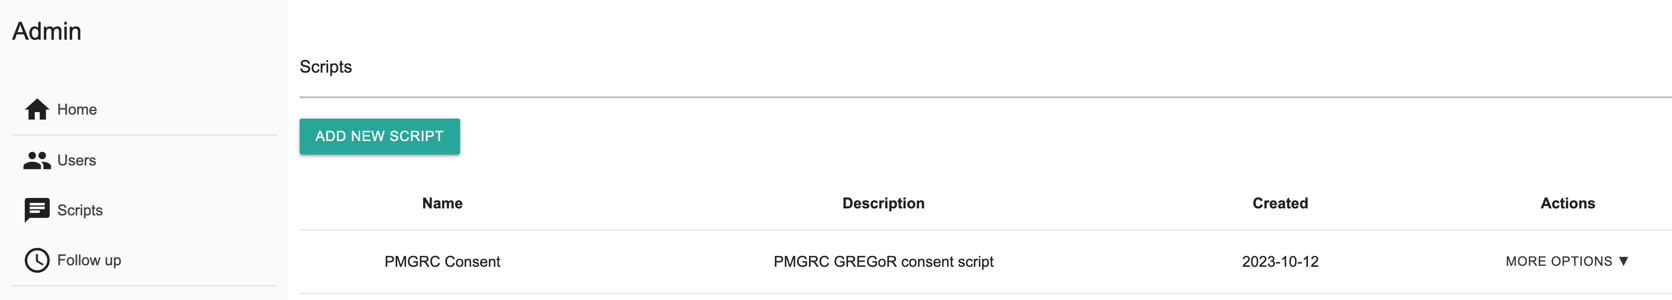 Admin
Home
Users
Scripts
Follow up
Scripts
ADD NEW SCRIPT
Name Description Created Actions
PMGRC Consent PMGRC GREGoR consent script 2023-10-12 MORE OPTIONS ▼